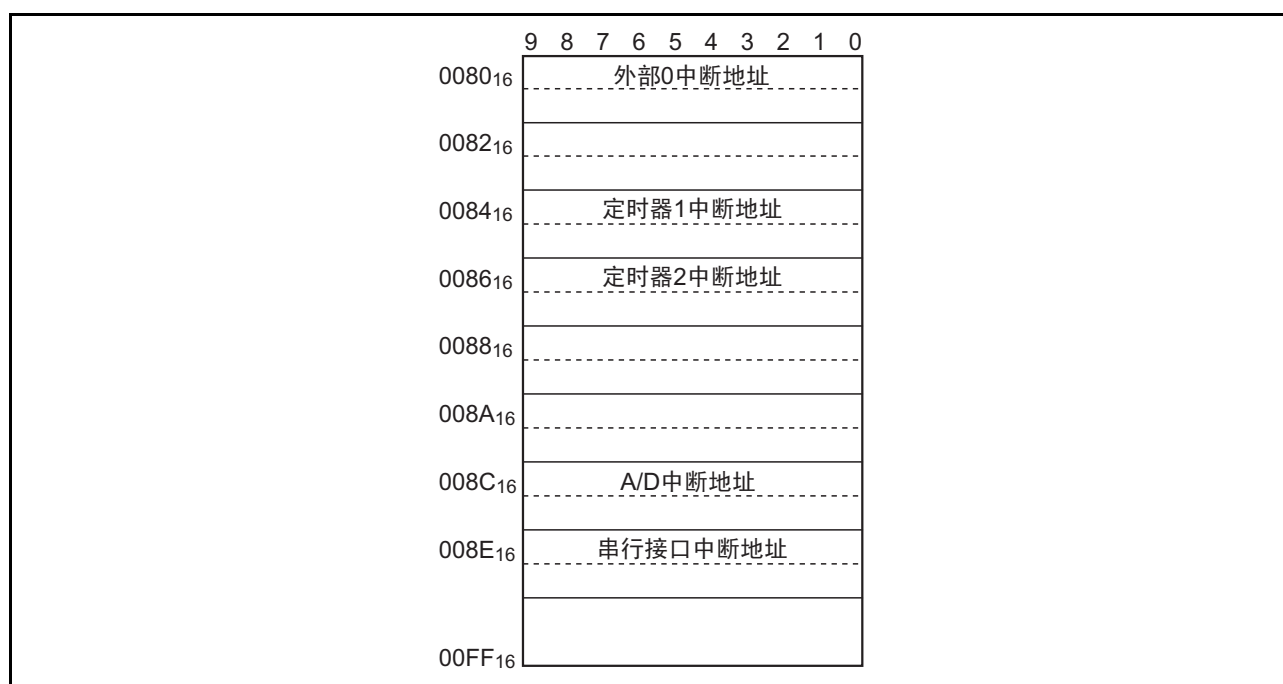 9 8 7 6 5 4 3 2 1 0
0080₁₆ 外部0中断地址
0082₁₆
0084₁₆ 定时器1中断地址
0086₁₆ 定时器2中断地址
0088₁₆
008A₁₆
008C₁₆ A/D中断地址
008E₁₆ 串行接口中断地址
00FF₁₆